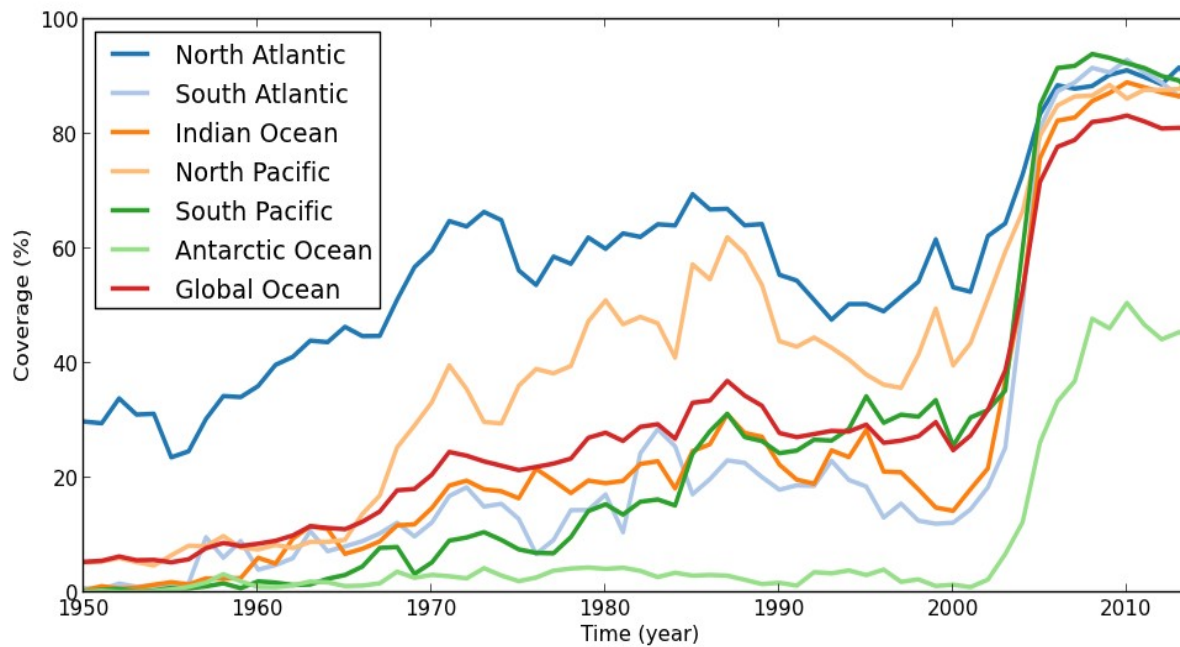 100
80
60
40
20
0
Coverage (%)
North Atlantic
South Atlantic
Indian Ocean
North Pacific
South Pacific
Antarctic Ocean
Global Ocean
1950 1960 1970 1980 1990 2000 2010
Time (year)